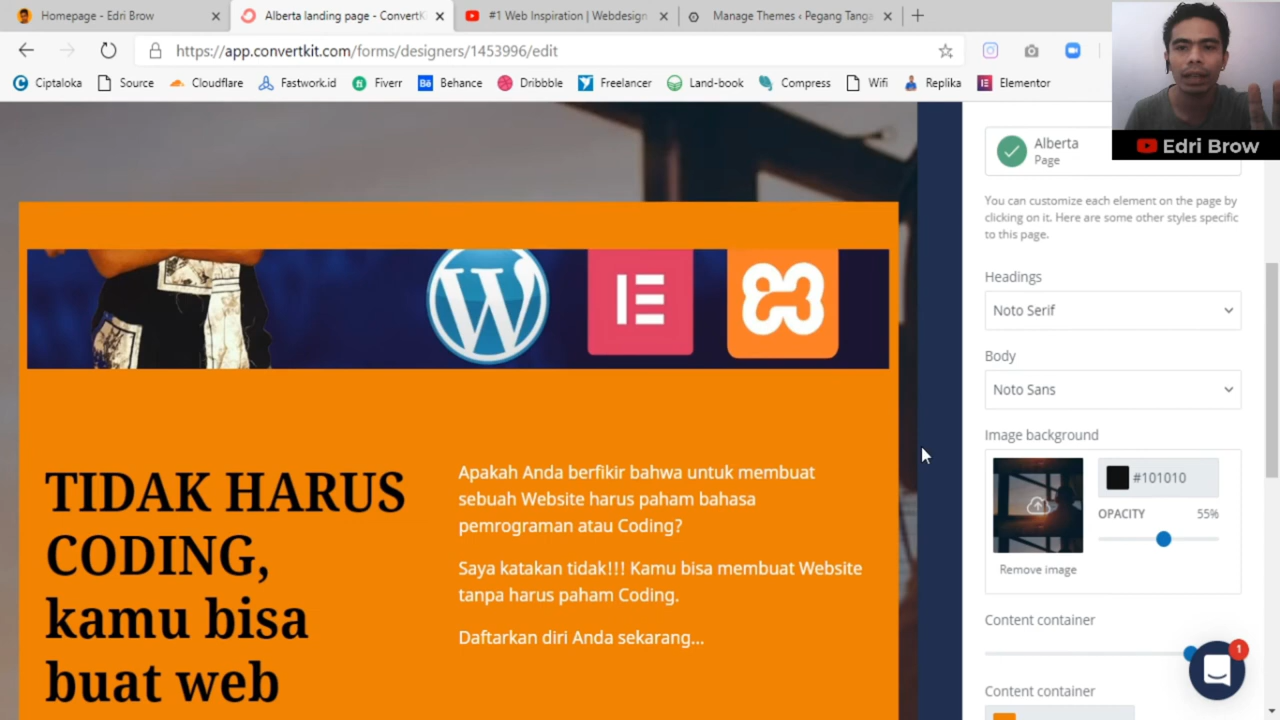 Homepage - Edri Brow
Alberta landing page - ConvertKi
#1 Web Inspiration | Webdesign
Manage Themes ‹ Pegang Tanga
https://app.convertkit.com/forms/designers/1453996/edit
Ciptaloka
Source
Cloudflare
Fastwork.id
Fiverr
Behance
Dribbble
Freelancer
Land-book
Compress
Wifi
Replika
Elementor
Edri Brow
TIDAK HARUS
CODING,
kamu bisa
buat web
Apakah Anda berfikir bahwa untuk membuat
sebuah Website harus paham bahasa
pemrograman atau Coding?
Saya katakan tidak!!! Kamu bisa membuat Website
tanpa harus paham Coding.
Daftarkan diri Anda sekarang...
Alberta
Page
You can customize each element on the page by
clicking on it. Here are some other styles specific
to this page.
Headings
Noto Serif
Body
Noto Sans
Image background
#101010
OPACITY 55%
Remove image
Content container
1
Content container